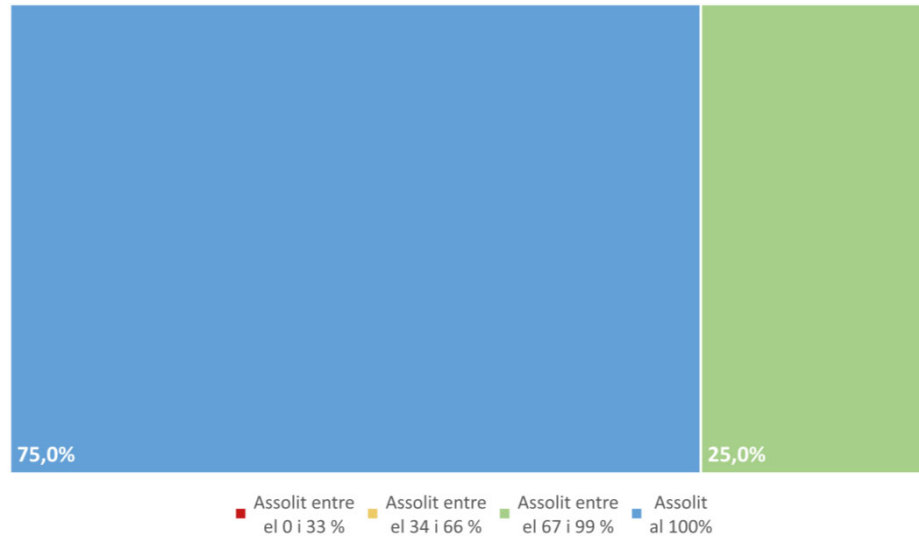 75,0%
25,0%
Assolit entre
el 0 i 33 %
Assolit entre
el 34 i 66 %
Assolit entre
el 67 i 99 %
Assolit
al 100%